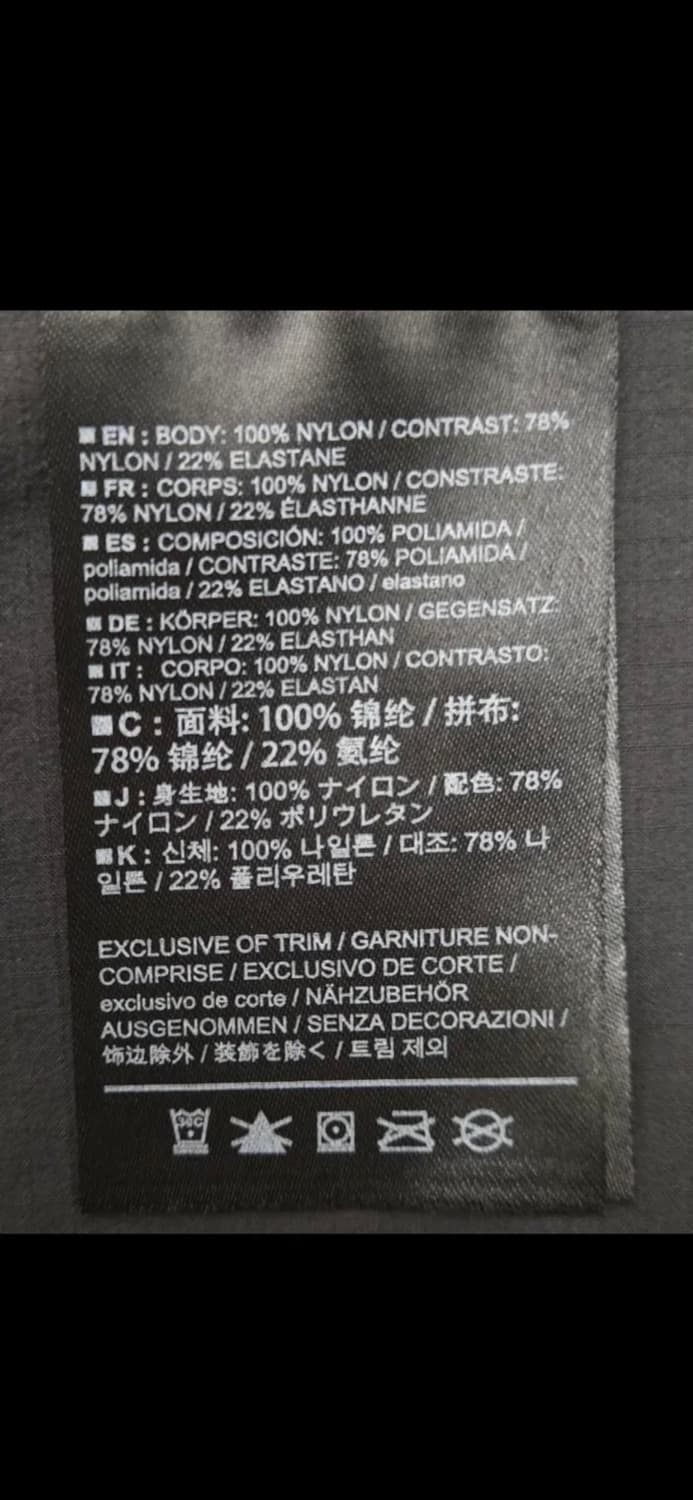 ■ EN : BODY: 100% NYLON / CONTRAST: 78%
NYLON / 22% ELASTANE
■ FR : CORPS: 100% NYLON / CONSTRASTE:
78% NYLON / 22% ÉLASTHANNE
■ ES : COMPOSICIÓN: 100% POLIAMIDA /
poliamida / CONTRASTE: 78% POLIAMIDA /
poliamida / 22% ELASTANO / elastano
■ DE : KÖRPER: 100% NYLON / GEGENSATZ:
78% NYLON / 22% ELASTHAN
■ IT : CORPO: 100% NYLON / CONTRASTO:
78% NYLON / 22% ELASTAN
■ C : 面料: 100% 锦纶 / 拼布:
78% 锦纶 / 22% 氨纶
■ J : 身生地: 100% ナイロン / 配色: 78%
ナイロン / 22% ポリウレタン
■ K : 신체: 100% 나일론 / 대조: 78% 나
일론 / 22% 폴리우레탄
EXCLUSIVE OF TRIM / GARNITURE NON-
COMPRISE / EXCLUSIVO DE CORTE /
exclusivo de corte / NÄHZUBEHÖR
AUSGENOMMEN / SENZA DECORAZIONI /
饰边除外 / 装飾を除く / 트림 제외
30C